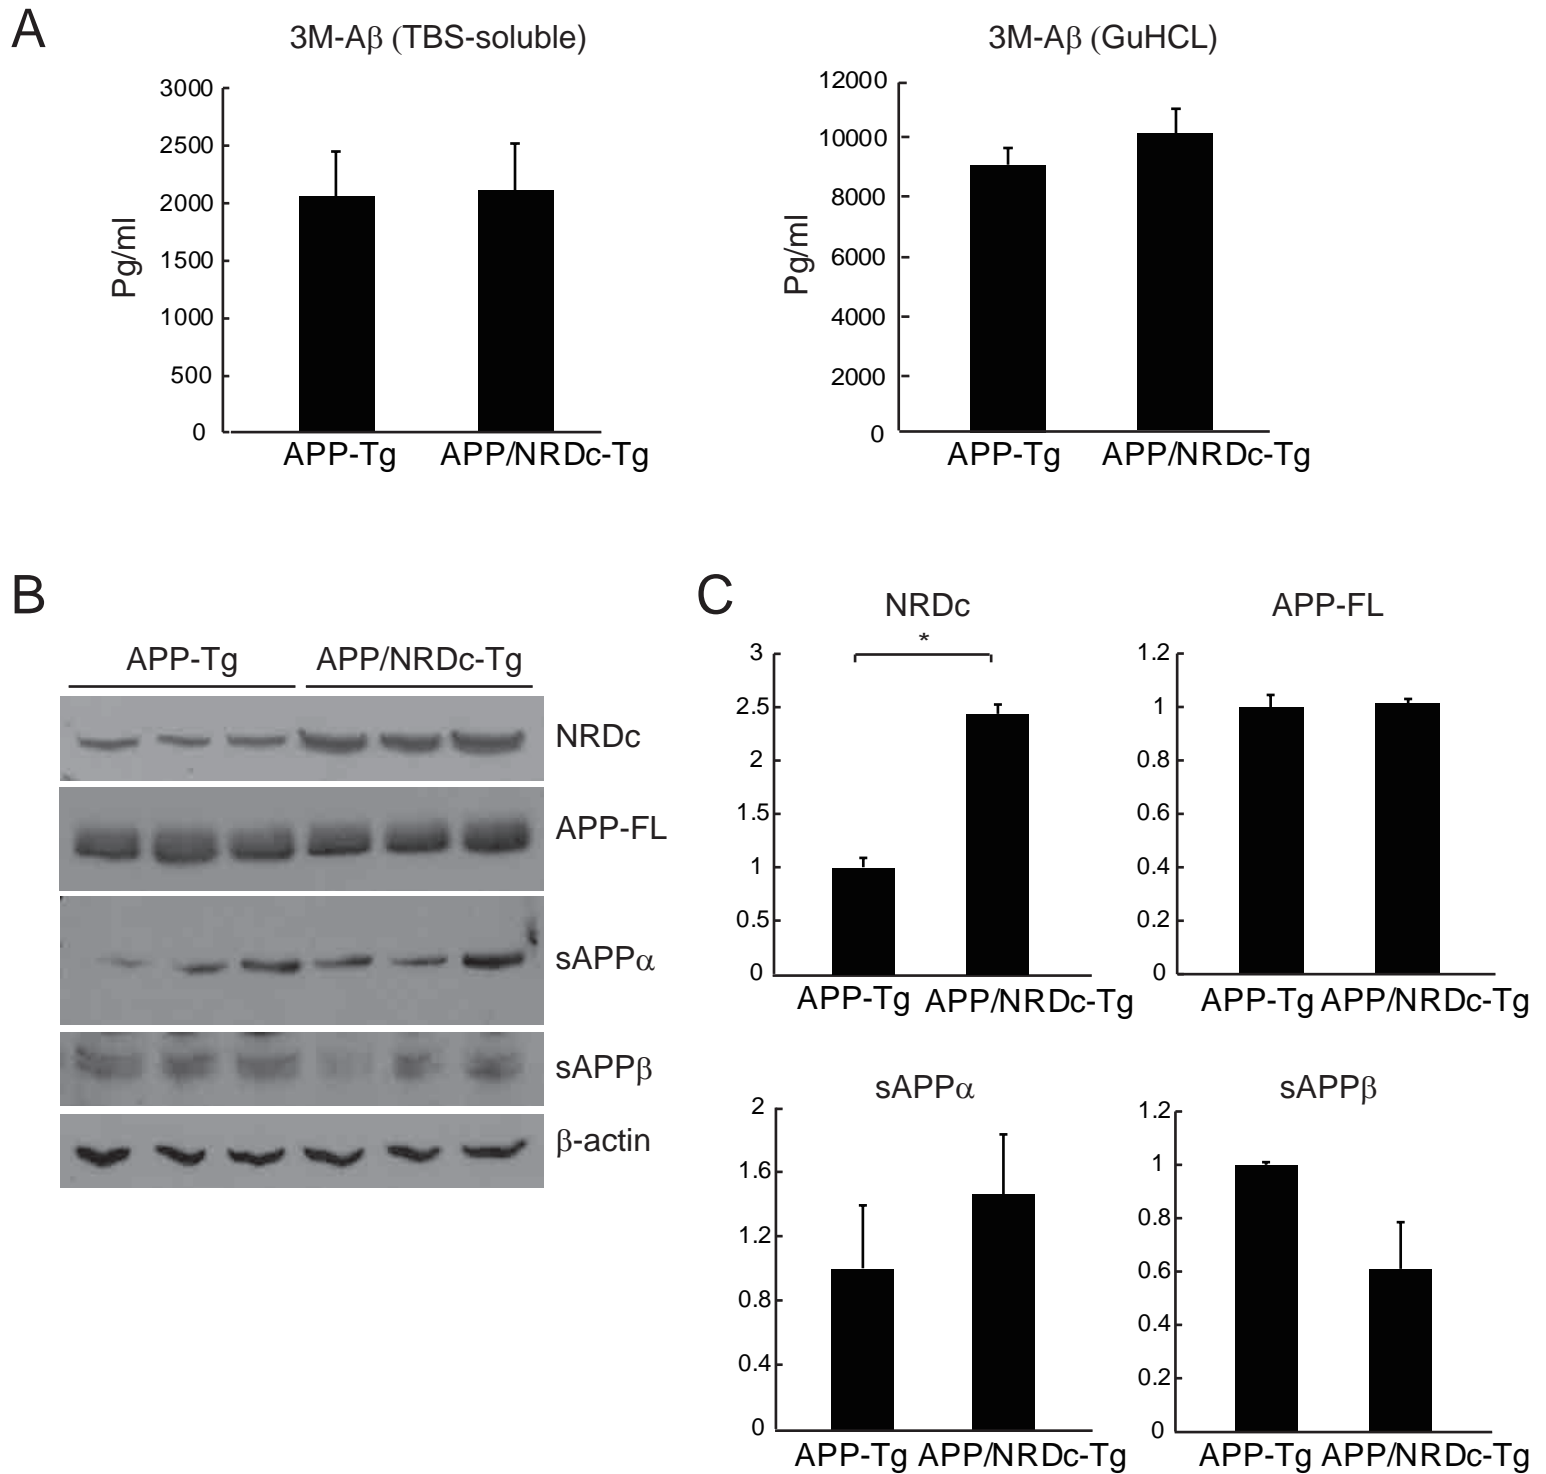 A
3M-Aβ (TBS-soluble)
3000
2500
2000
1500
1000
500
0
Pg/ml
APP-Tg
APP/NRDc-Tg
3M-Aβ (GuHCL)
12000
10000
8000
6000
4000
2000
0
Pg/ml
APP-Tg
APP/NRDc-Tg
B
APP-Tg
APP/NRDc-Tg
NRDc
APP-FL
sAPPα
sAPPβ
β-actin
C
NRDc
*
3
2.5
2
1.5
1
0.5
0
APP-Tg
APP/NRDc-Tg
APP-FL
1.2
1
0.8
0.6
0.4
0.2
0
APP-Tg
APP/NRDc-Tg
sAPPα
2
1.6
1.2
0.8
0.4
0
APP-Tg
APP/NRDc-Tg
sAPPβ
1.2
1
0.8
0.6
0.4
0.2
0
APP-Tg
APP/NRDc-Tg